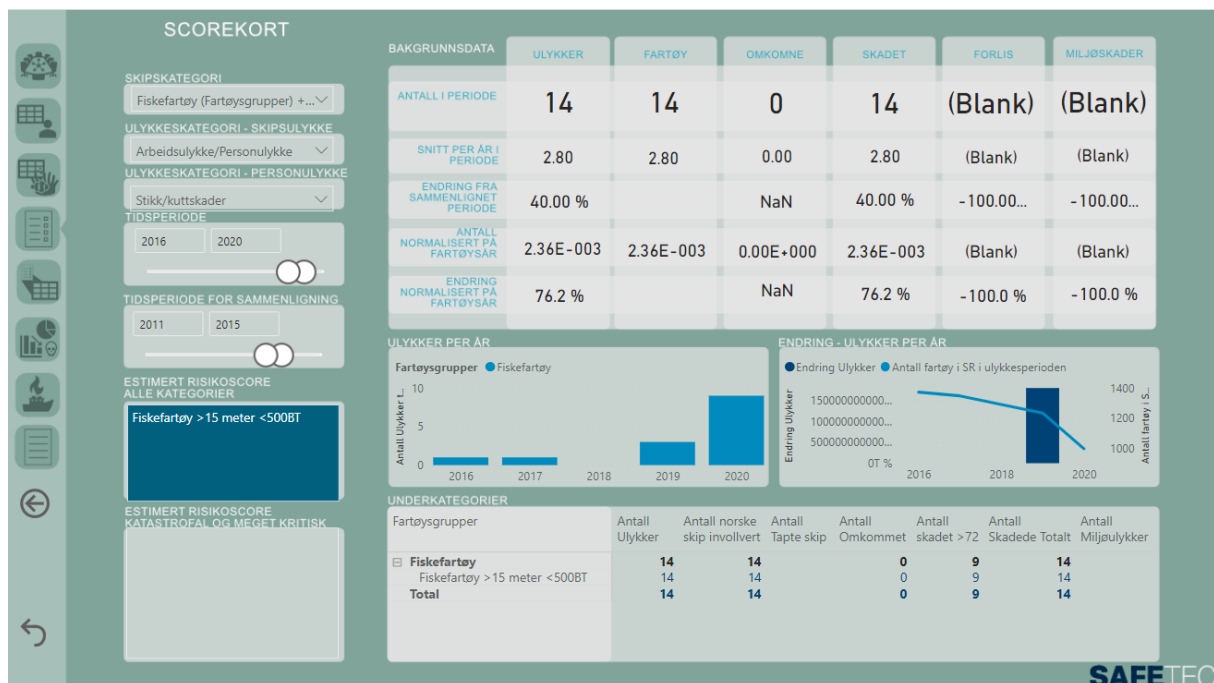 SCOREKORT
SKIPSKATEGORI
Fiskefartøy (Fartøysgrupper) +...
ULYKKESKATEGORI - SKIPSULYKKE
Arbeidsulykke/Personulykke
ULYKKESKATEGORI - PERSONULYKKE
Stikk/kuttskader
TIDSPERIODE
2016 2020
TIDSPERIODE FOR SAMMENLIGNING
2011 2015
ESTIMERT RISIKOSCORE
ALLE KATEGORIER
Fiskefartøy >15 meter <500BT
ESTIMERT RISIKOSCORE
KATASTROFAL OG MEGET KRITISK
BAKGRUNNSDATA ULYKKER FARTØY OMKOMNE SKADET FORLIS MILJØSKADER
ANTALL I PERIODE 14 14 0 14 (Blank) (Blank)
SNITT PER ÅR I
PERIODE 2.80 2.80 0.00 2.80 (Blank) (Blank)
ENDRING FRA
SAMMENLIGNET
PERIODE 40.00 % NaN 40.00 % -100.00... -100.00...
ANTALL
NORMALISERT PÅ
FARTØYSÅR 2.36E-003 2.36E-003 0.00E+000 2.36E-003 (Blank) (Blank)
ENDRING
NORMALISERT PÅ
FARTØYSÅR 76.2 % NaN 76.2 % -100.0 % -100.0 %
ULYKKER PER ÅR
Fartøysgrupper Fiskefartøy
Antall Ulykker t...
10
5
0
2016 2017 2018 2019 2020
ENDRING - ULYKKER PER ÅR
Endring Ulykker Antall fartøy i SR i ulykkesperioden
Endring Ulykker
150000000000...
100000000000...
500000000000...
0T %
1400
1200
1000
Antall fartøy i S...
2016 2018 2020
UNDERKATEGORIER
Fartøysgrupper Antall Antall norske Antall Antall Antall Antall Antall
Ulykker skip invollvert Tapte skip Omkommet skadet >72 Skadede Totalt Miljøulykker
Fiskefartøy 14 14 0 9 14
Fiskefartøy >15 meter <500BT 14 14 0 9 14
Total 14 14 0 9 14
SAFETEC